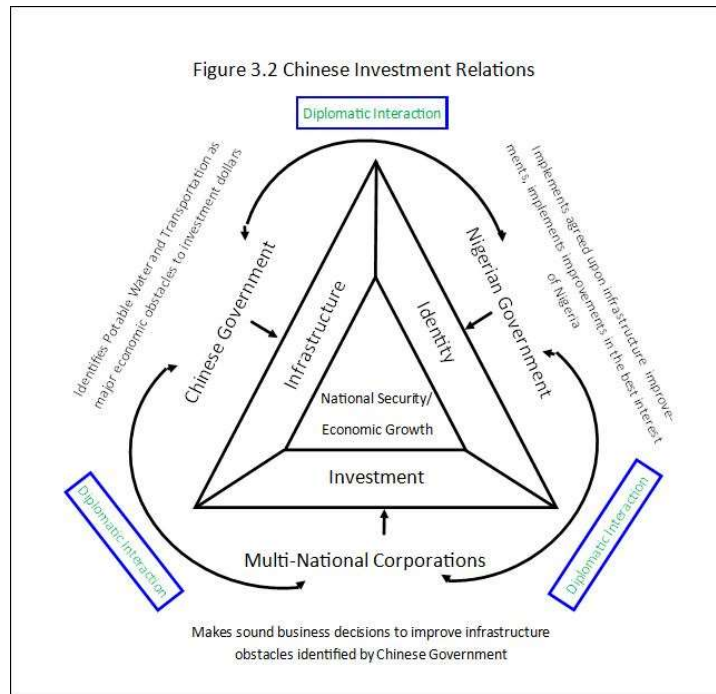 Figure 3.2 Chinese Investment Relations
Diplomatic Interaction
Identifies Potable Water and Transportation as
major economic obstacles to investment dollars
Chinese Government
Infrastructure
Identity
Nigerian Government
Implements agreed upon infrastructure improve-
ments, implements improvements in the best interest
of Nigeria
National Security/
Economic Growth
Investment
Diplomatic Interaction
Diplomatic Interaction
Multi-National Corporations
Makes sound business decisions to improve infrastructure
obstacles identified by Chinese Government